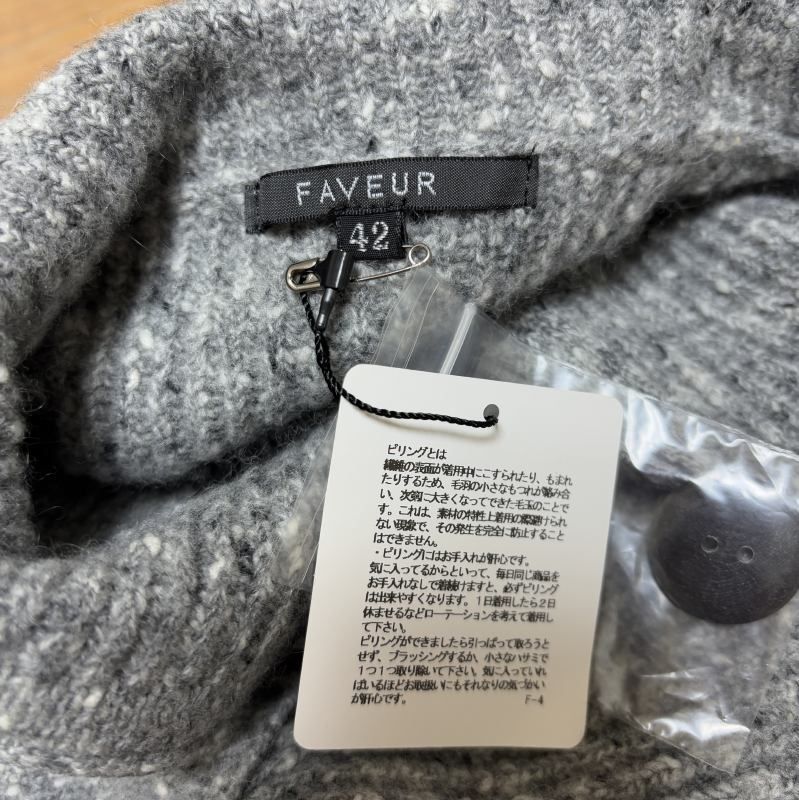 FAVEUR
42
ピリングとは
繊維の表面が着用中にこすられたり、もまれ
たりするため、毛羽の小さなもつれが絡み合
い、次第に大きくなってできた毛玉のことで
す。これは、素材の特性上着用の際避けられ
ない現象で、その発生を完全に防止すること
はできません。
・ピリングにはお手入れが肝心です。
気に入ってるからといって、毎日同じ商品を
お手入れなしで着続けますと、必ずピリング
は出来やすくなります。1日着用したら2日
休ませるなどローテーションを考えて着用し
て下さい。
ピリングができましたら引っぱって取ろうと
せず、ブラッシングするか、小さなハサミで
1つ1つ取り除いて下さい。気に入っていれ
ばいるほどお取扱いにもそれなりの気づかい
が肝心です。
F-4